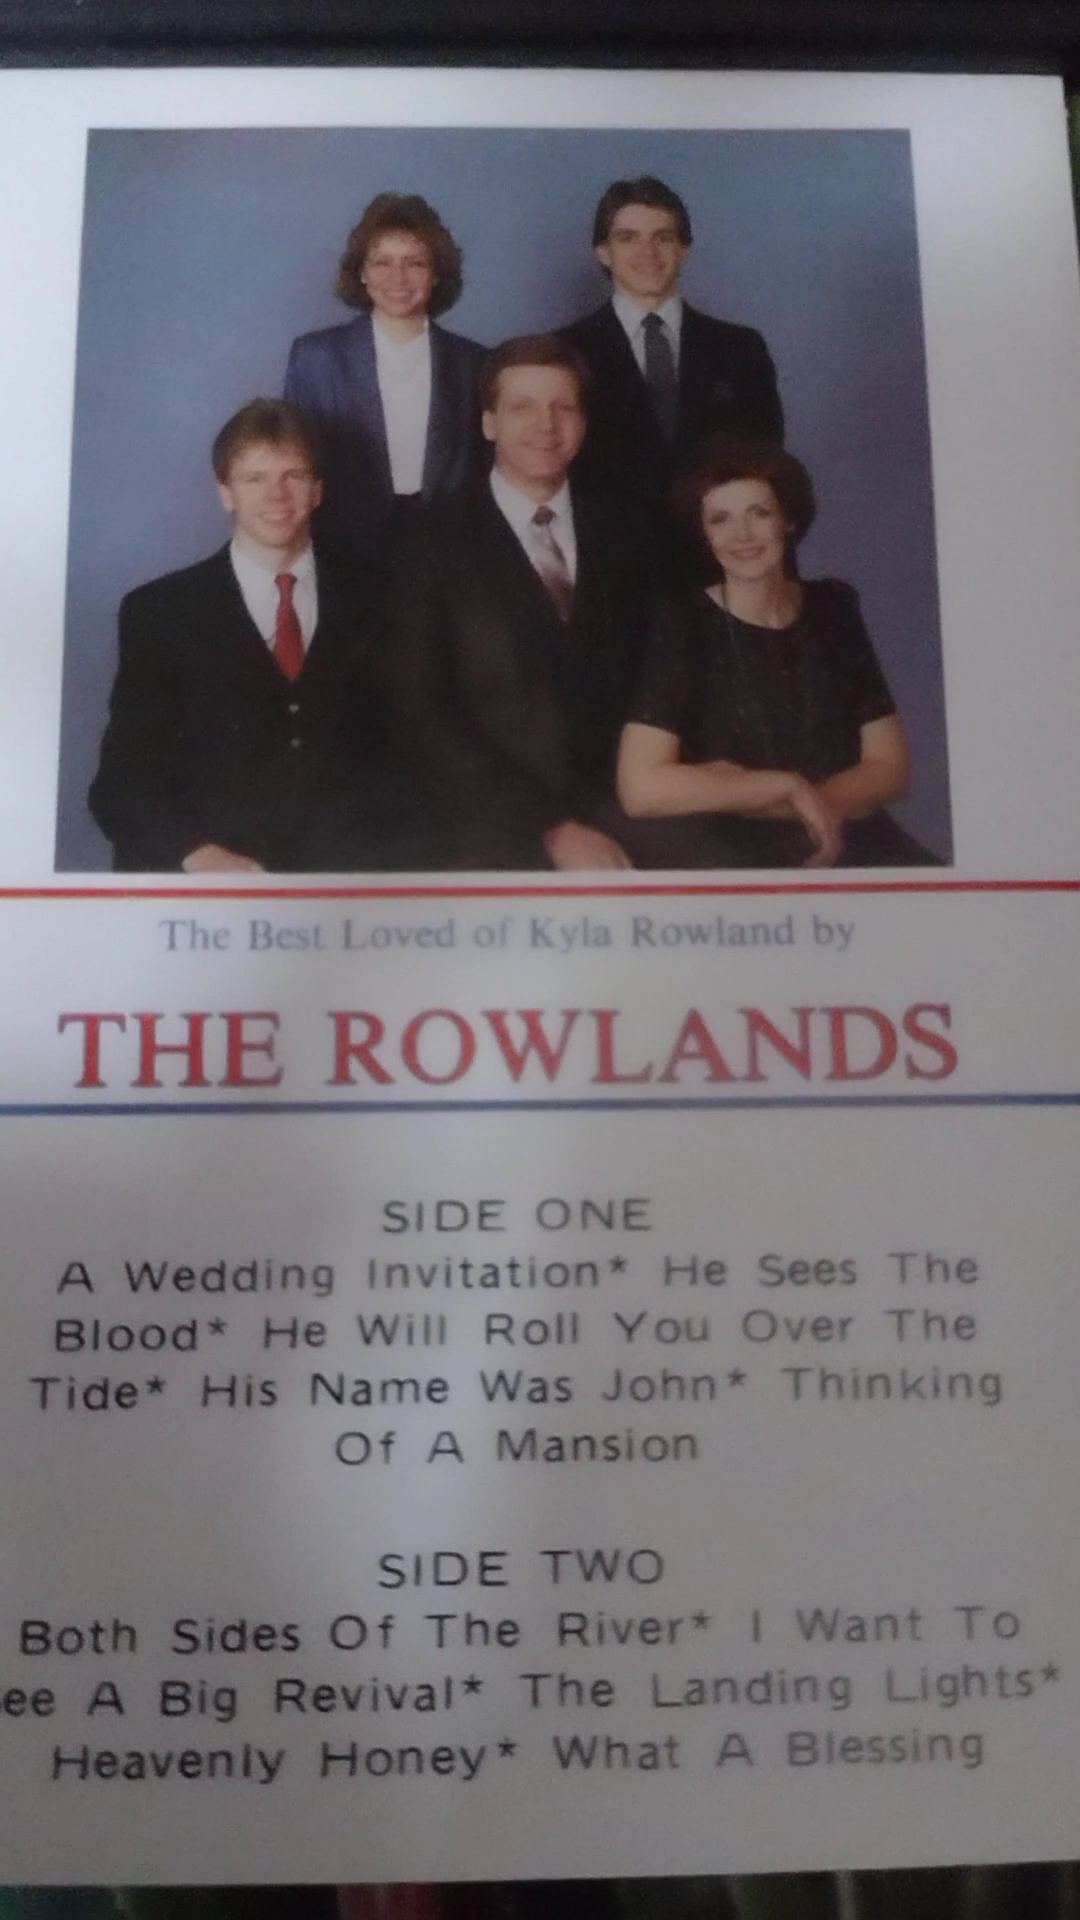 The Best Loved of Kyla Rowland by
THE ROWLANDS
SIDE ONE
A Wedding Invitation* He Sees The
Blood* He Will Roll You Over The
Tide* His Name Was John* Thinking
Of A Mansion
SIDE TWO
Both Sides Of The River* I Want To
ee A Big Revival* The Landing Lights*
Heavenly Honey* What A Blessing